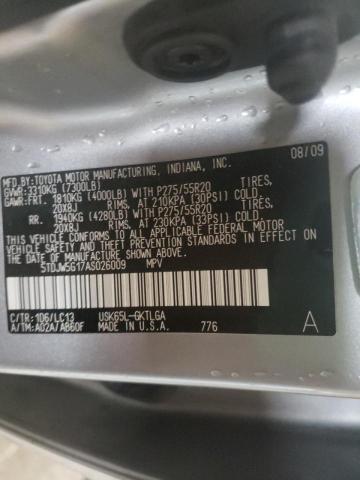 MFD. BY: TOYOTA MOTOR MANUFACTURING, INDIANA, INC. 08/09
GVWR: 3310KG (7300LB)
GAWR: FRT. 1810KG (4000LB) WITH P275/55R20 TIRES,
20X8J RIMS, AT 210KPA (30PSI) COLD.
RR. 1940KG (4280LB) WITH P275/55R20 TIRES,
20X8J RIMS, AT 230KPA (33PSI) COLD.
THIS VEHICLE CONFORMS TO ALL APPLICABLE FEDERAL MOTOR
VEHICLE SAFETY AND THEFT PREVENTION STANDARDS IN EFFECT
ON THE DATE OF MANUFACTURE SHOWN ABOVE.
5TDJW5G17AS026009 MPV
C/TR: 1D6/LC13 USK65L-GKTLGA
A/TM: A02A/AB60F MADE IN U.S.A. 776 A